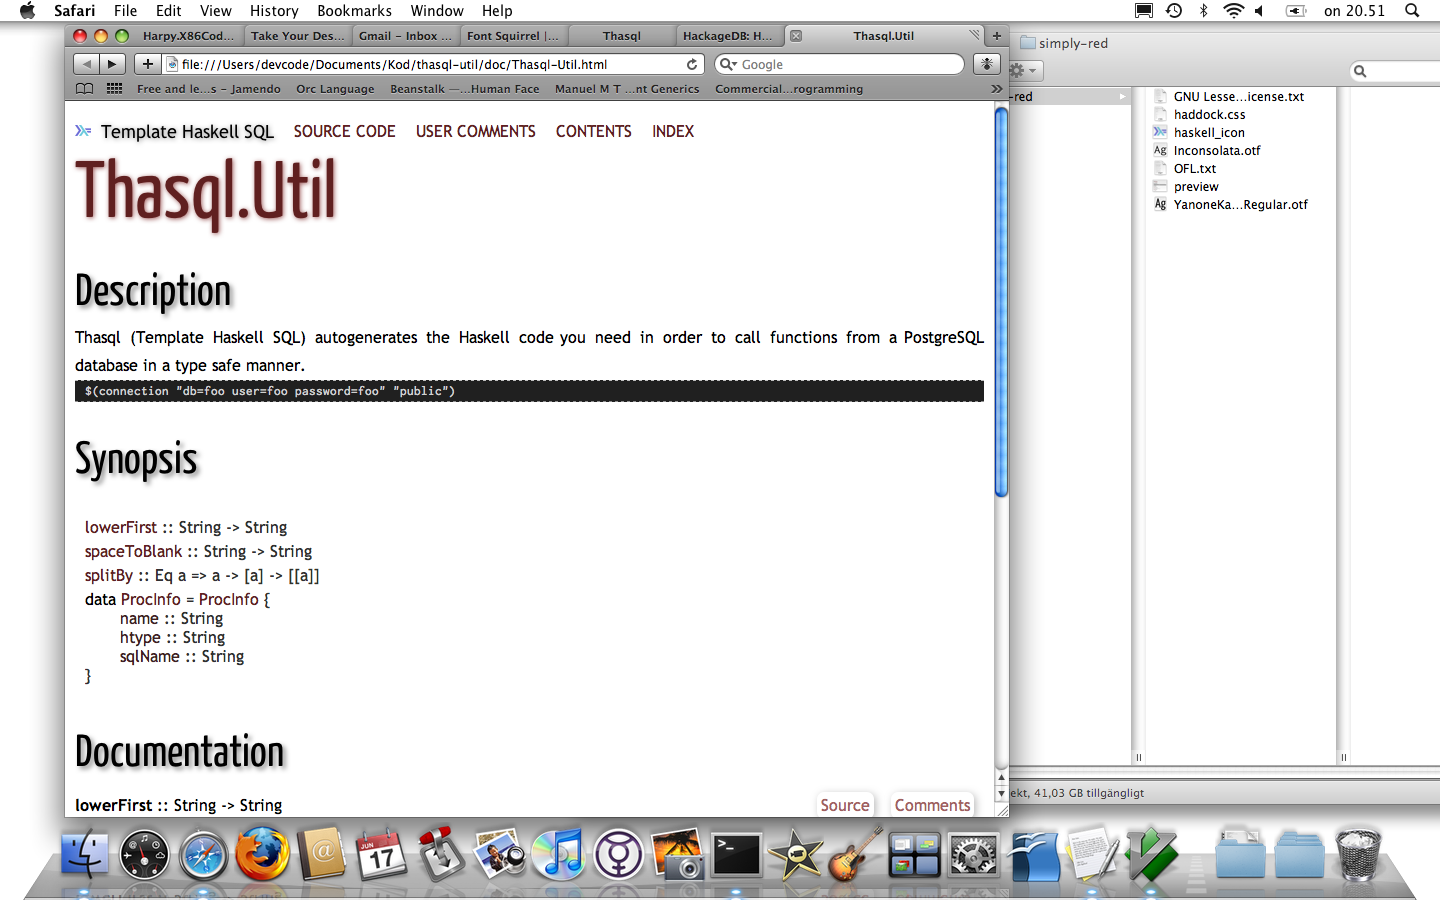 Safari File Edit View History Bookmarks Window Help on 20.51
Harpy.X86Cod... Take Your Des... Gmail – Inbox ... Font Squirrel |... Thasql HackageDB: H... Thasql.Util
simply-red
file:///Users/devcode/Documents/Kod/thasql-util/doc/Thasql-Util.html Google
Free and le...s – Jamendo Orc Language Beanstalk —...Human Face Manuel M T ...nt Generics Commercial...rogramming
-red
GNU Lesse...icense.txt
haddock.css
haskell_icon
Inconsolata.otf
OFL.txt
preview
YanoneKa...Regular.otf
Template Haskell SQL SOURCE CODE USER COMMENTS CONTENTS INDEX
Thasql.Util
Description
Thasql (Template Haskell SQL) autogenerates the Haskell code you need in order to call functions from a PostgreSQL
database in a type safe manner.
$(connection "db=foo user=foo password=foo" "public")
Synopsis
lowerFirst :: String -> String
spaceToBlank :: String -> String
splitBy :: Eq a => a -> [a] -> [[a]]
data ProcInfo = ProcInfo {
name :: String
htype :: String
sqlName :: String
}
Documentation
lowerFirst :: String -> String Source Comments
ekt, 41,03 GB tillgängligt
JUN
17